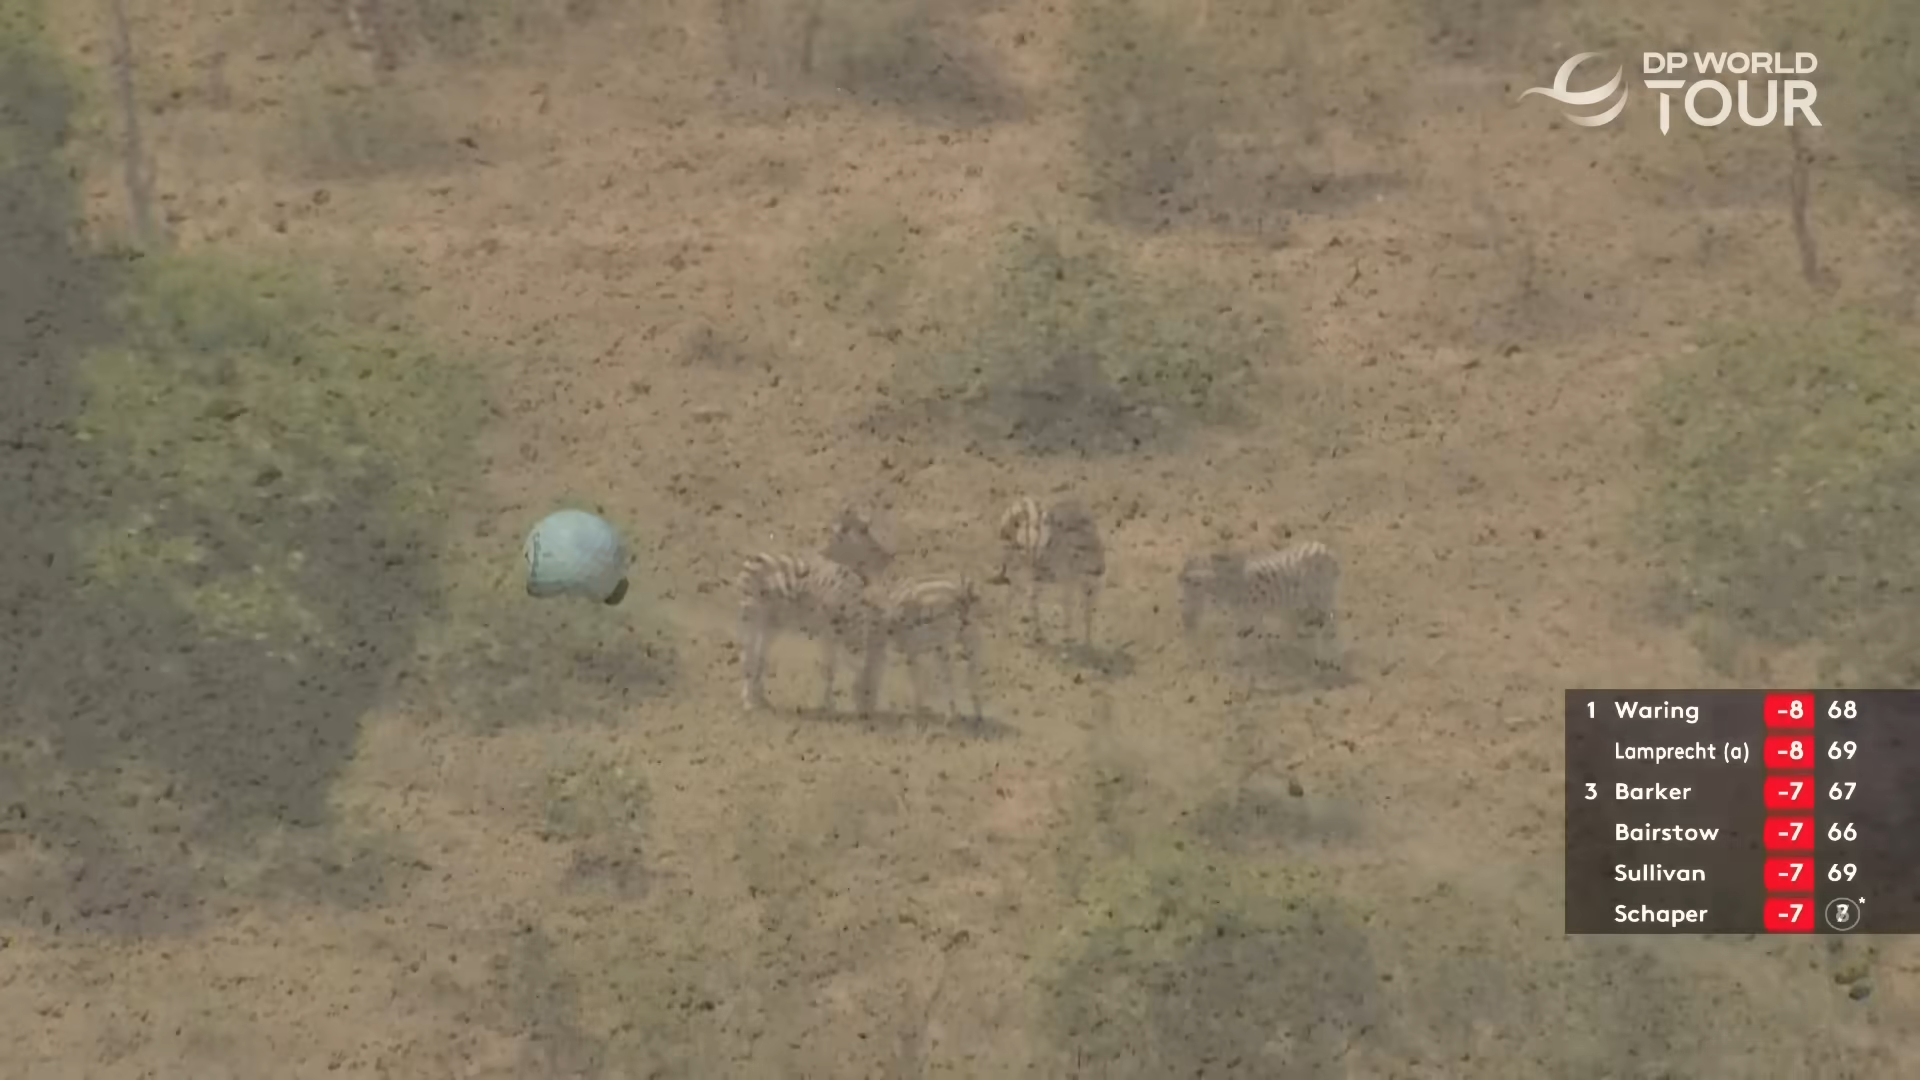 DP WORLD
TOUR
1 Waring -8 68
Lamprecht (a) -8 69
3 Barker -7 67
Bairstow -7 66
Sullivan -7 69
Schaper -7 *